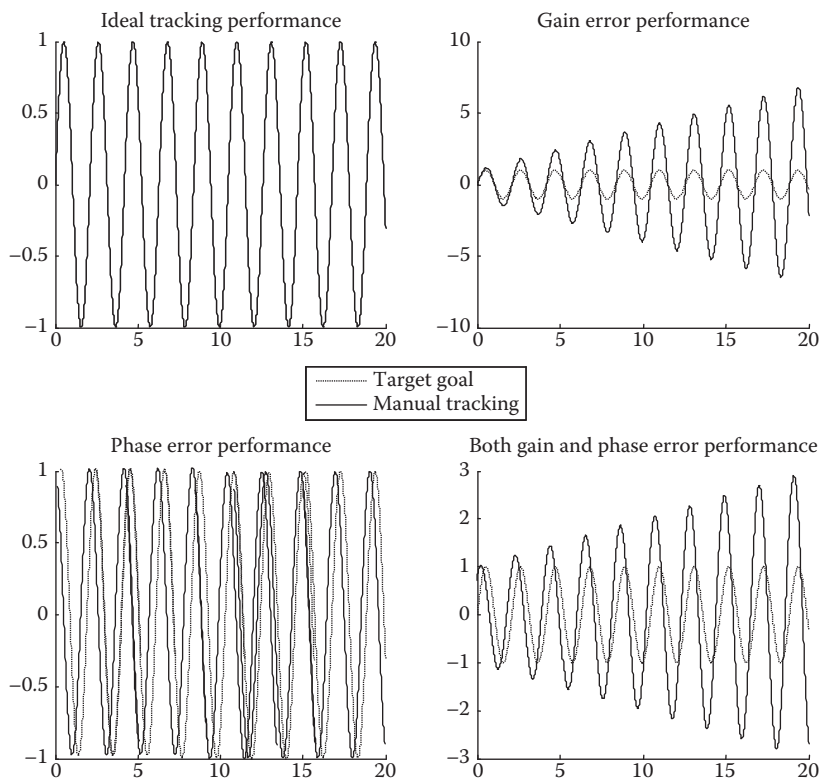 Ideal tracking performance
1
0.5
0
−0.5
−1
0 5 10 15 20
Gain error performance
10
5
0
−5
−10
0 5 10 15 20
Target goal
Manual tracking
Phase error performance
1
0.5
0
−0.5
−1
0 5 10 15 20
Both gain and phase error performance
3
2
1
0
−1
−2
−3
0 5 10 15 20